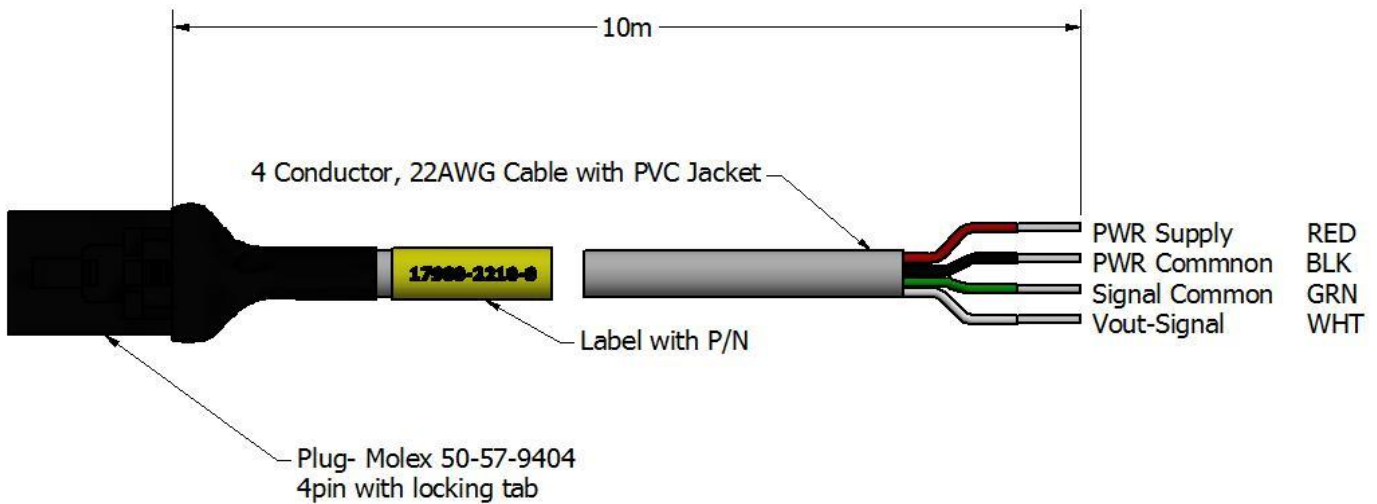 10m
4 Conductor, 22AWG Cable with PVC Jacket
PWR Supply RED
PWR Commnon BLK
Signal Common GRN
Vout-Signal WHT
Label with P/N
Plug- Molex 50-57-9404
4pin with locking tab